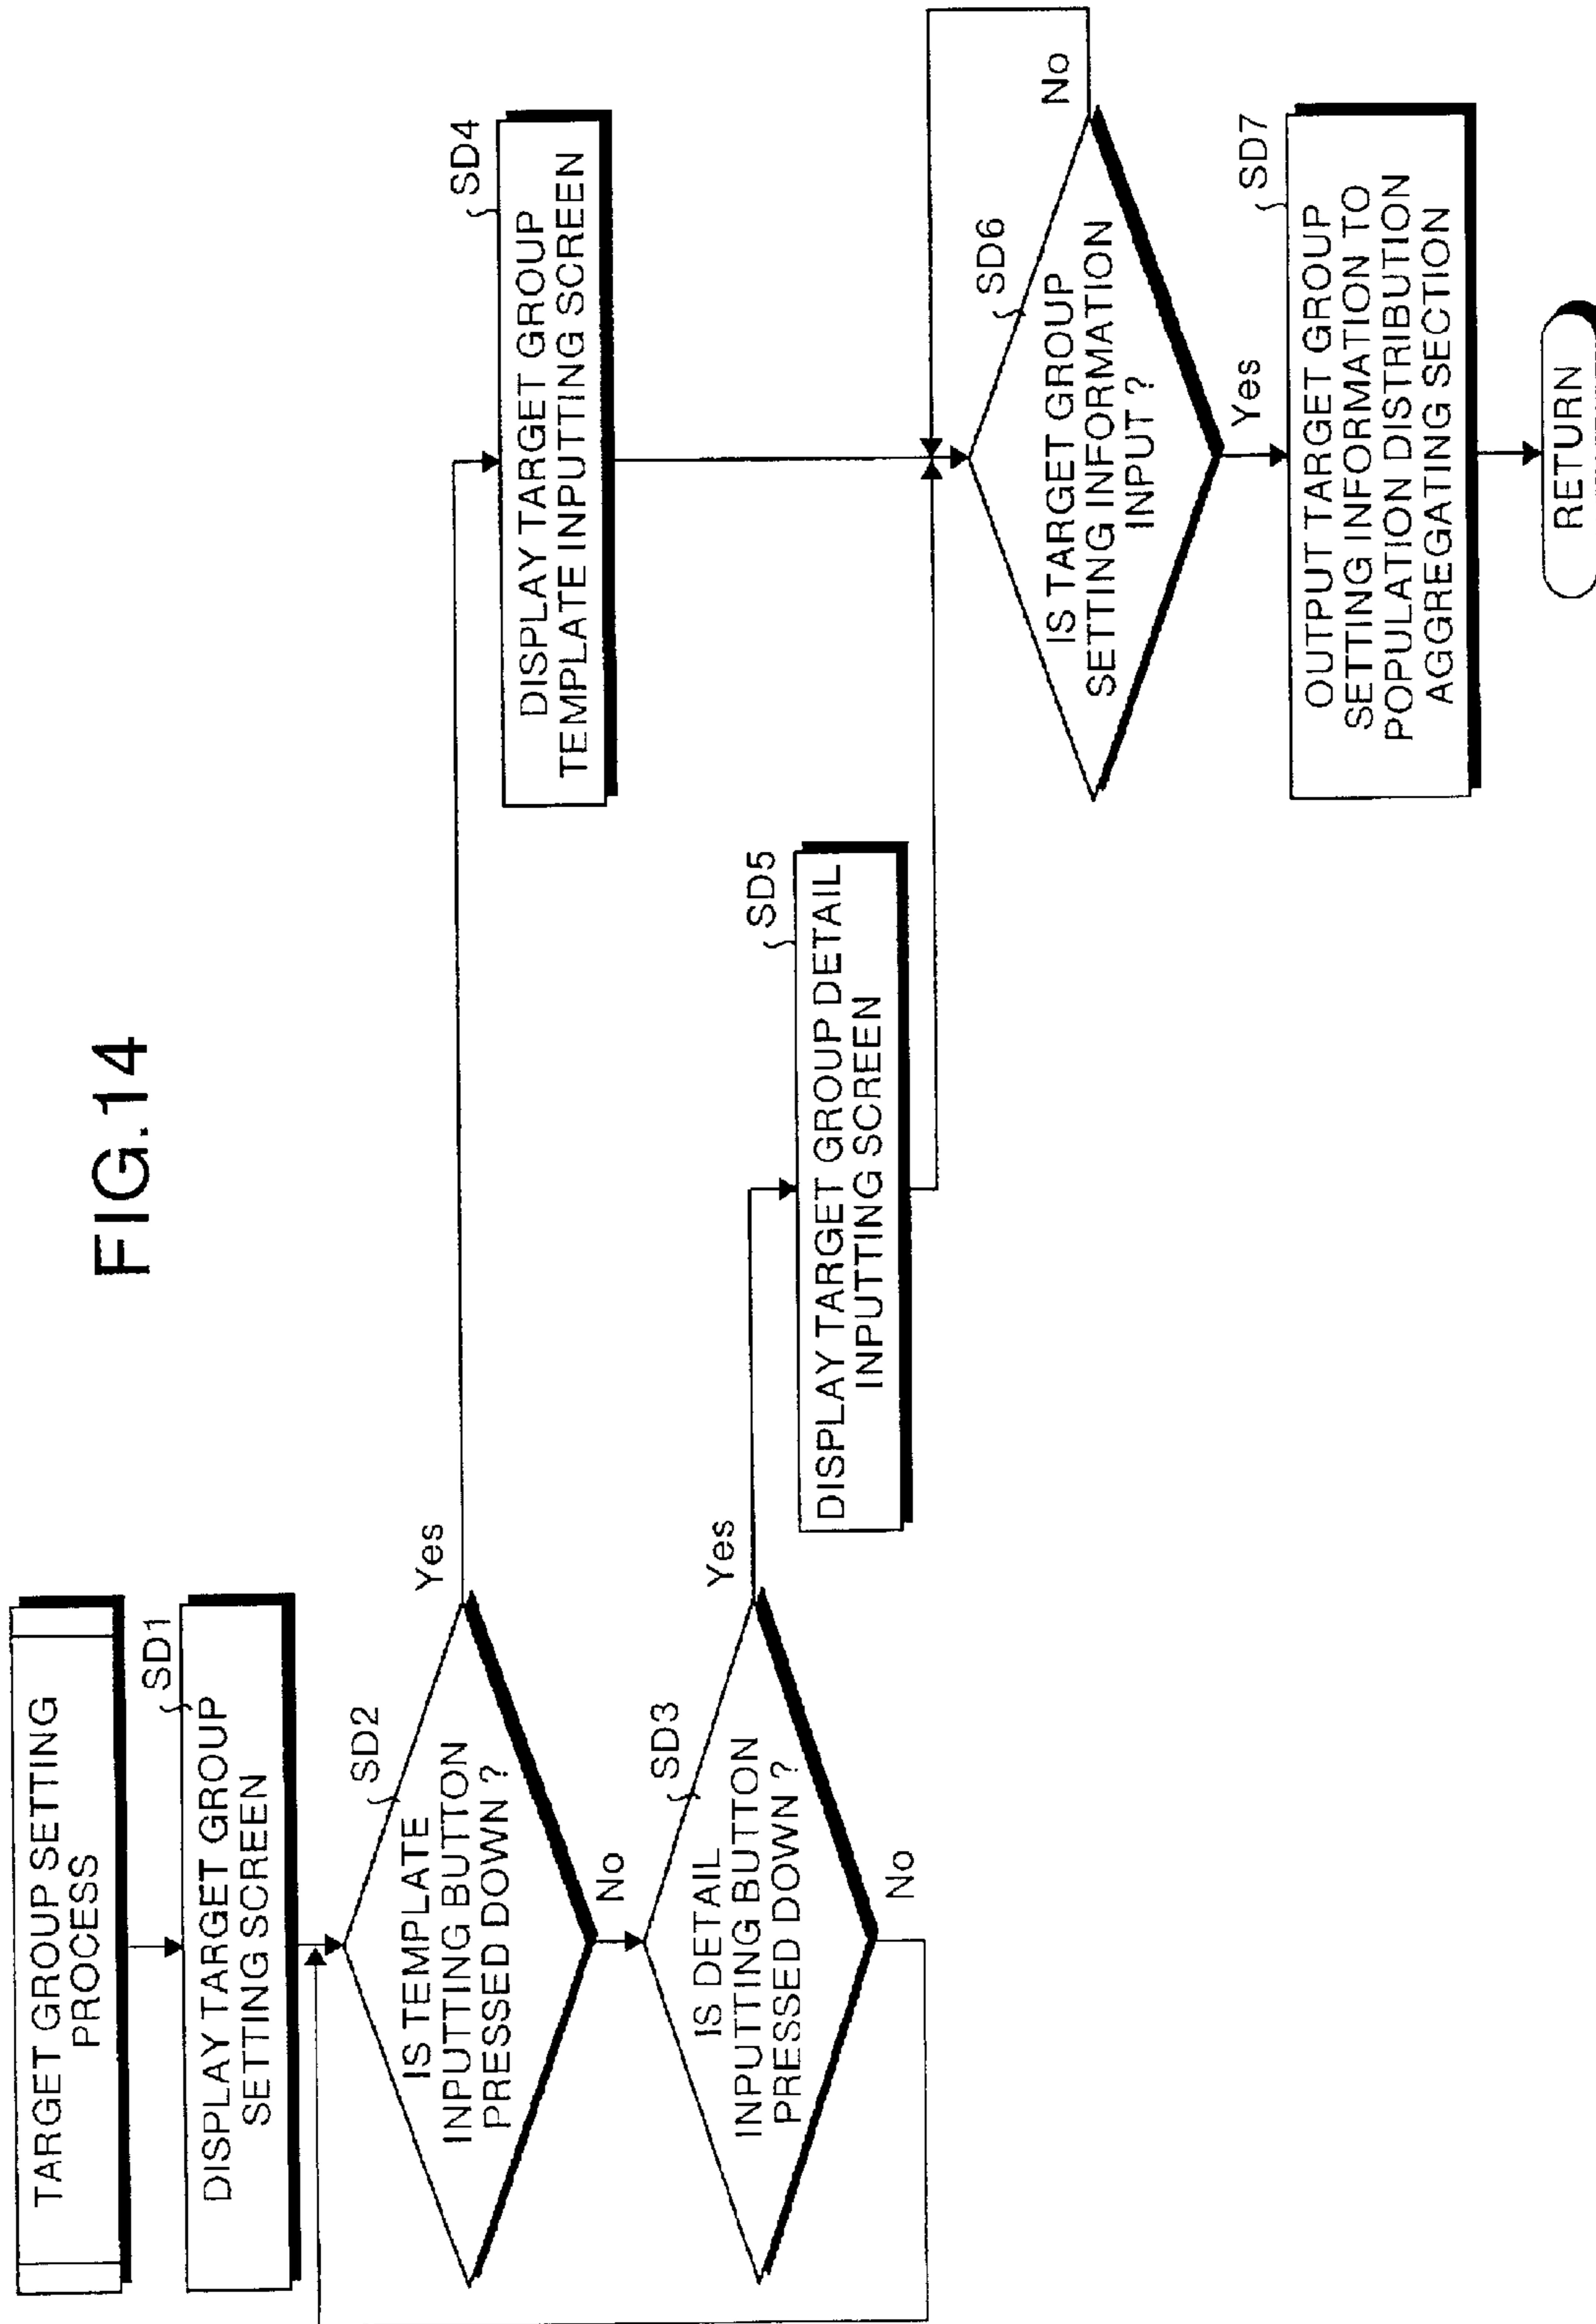 FIG.14
TARGET GROUP SETTING
PROCESS
SD1
DISPLAY TARGET GROUP
SETTING SCREEN
SD2
IS TEMPLATE
INPUTTING BUTTON
PRESSED DOWN ?
Yes
No
SD3
IS DETAIL
INPUTTING BUTTON
PRESSED DOWN ?
Yes
No
SD4
DISPLAY TARGET GROUP
TEMPLATE INPUTTING SCREEN
SD5
DISPLAY TARGET GROUP DETAIL
INPUTTING SCREEN
SD6
IS TARGET GROUP
SETTING INFORMATION
INPUT ?
No
Yes
SD7
OUTPUT TARGET GROUP
SETTING INFORMATION TO
POPULATION DISTRIBUTION
AGGREGATING SECTION
RETURN